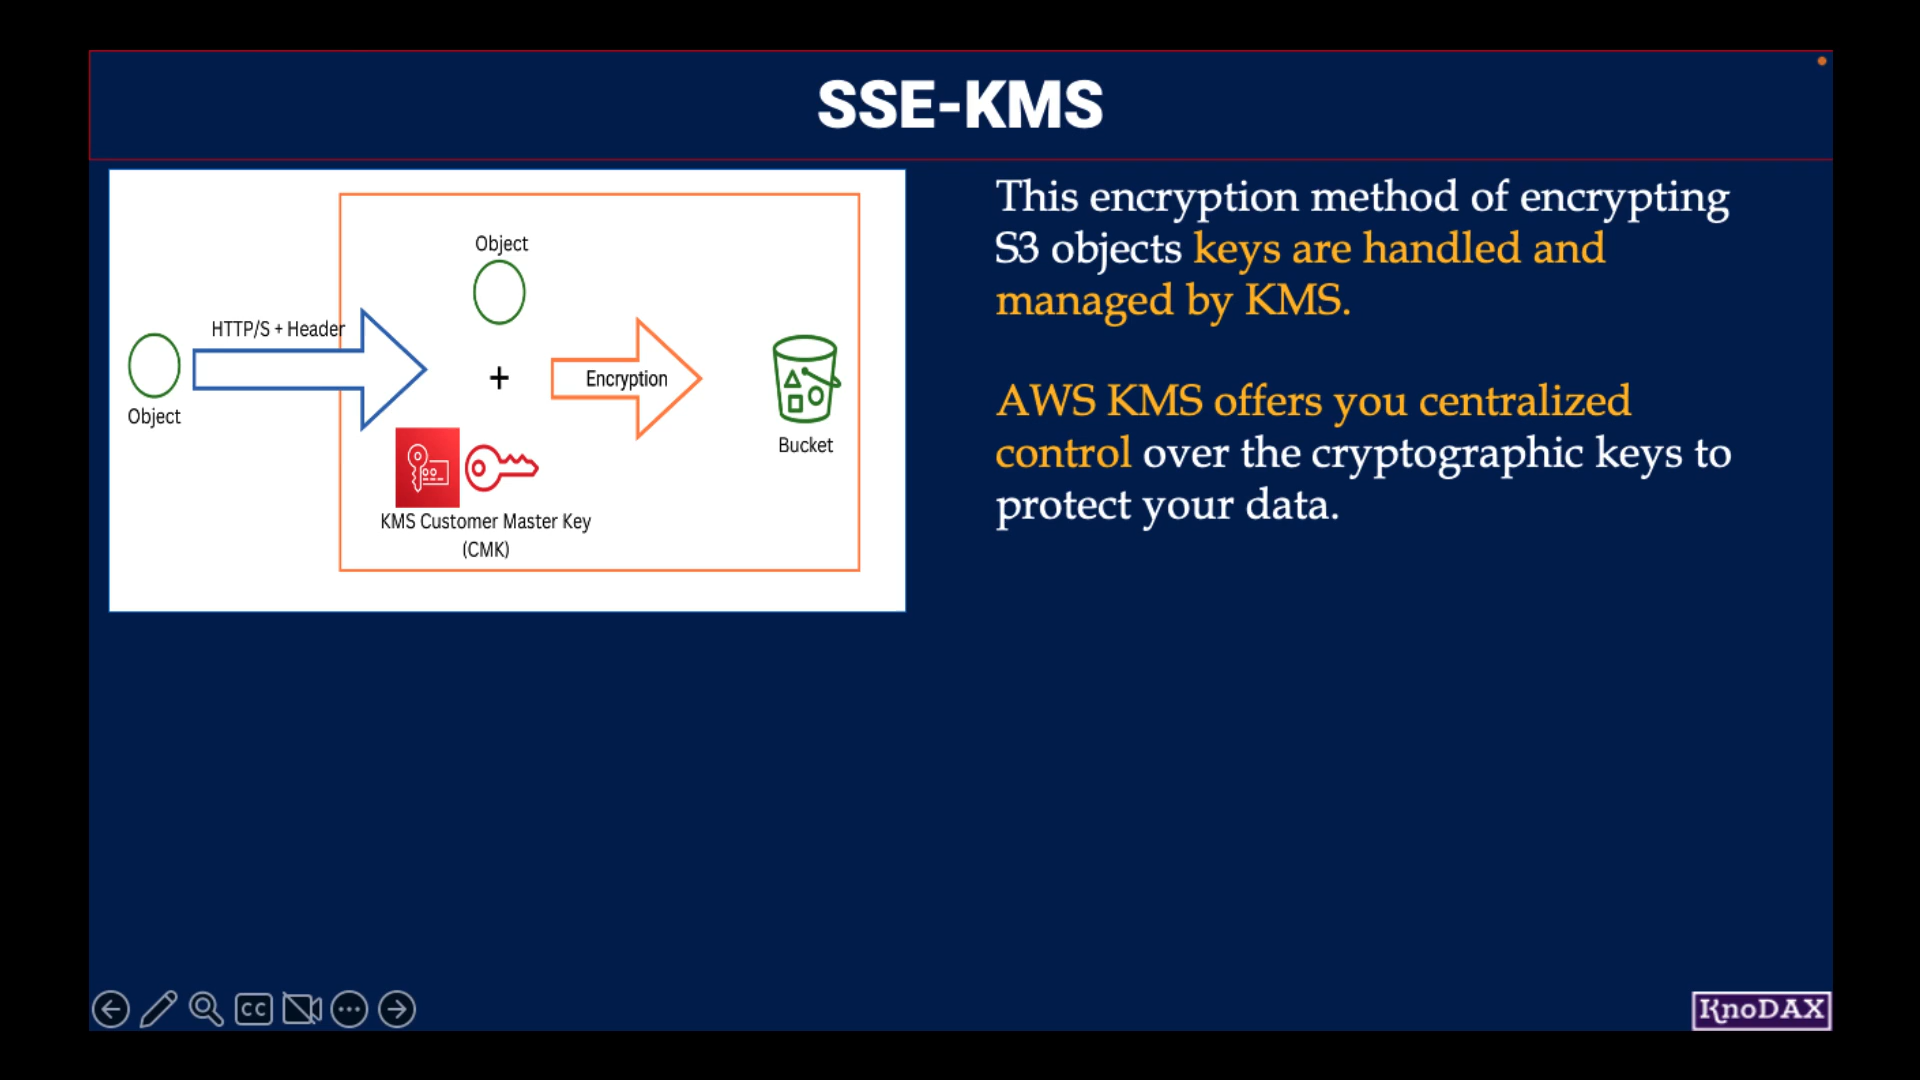 SSE-KMS
Object
HTTP/S + Header
Object
+
Encryption
Bucket
KMS Customer Master Key
(CMK)
This encryption method of encrypting
S3 objects keys are handled and
managed by KMS.
AWS KMS offers you centralized
control over the cryptographic keys to
protect your data.
CC
KnoDAX